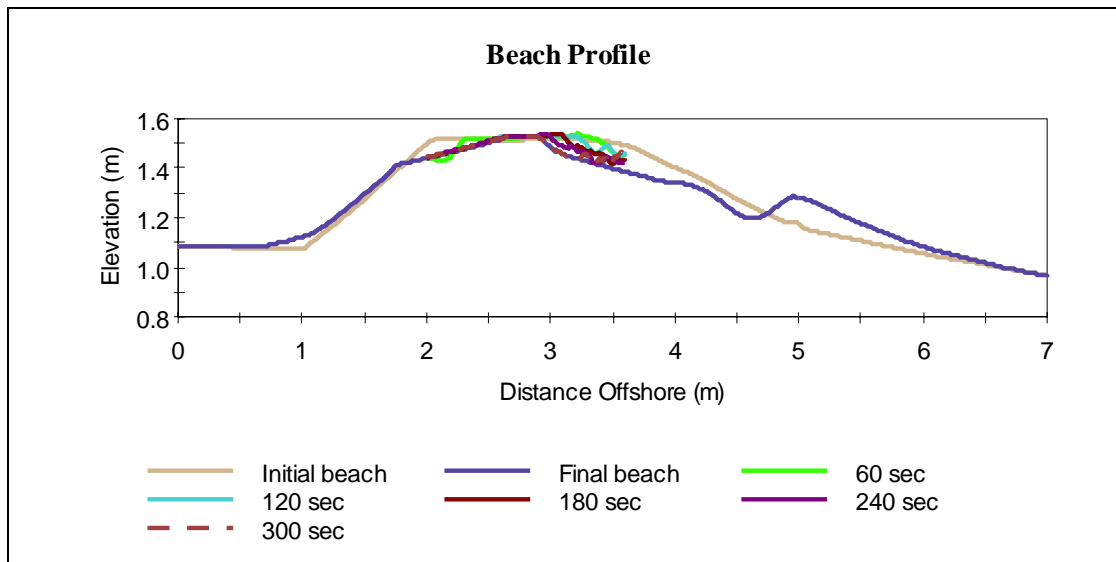 Beach Profile
1.6
1.4
1.2
1.0
0.8
Elevation (m)
0 1 2 3 4 5 6 7
Distance Offshore (m)
Initial beach Final beach 60 sec
120 sec 180 sec 240 sec
300 sec